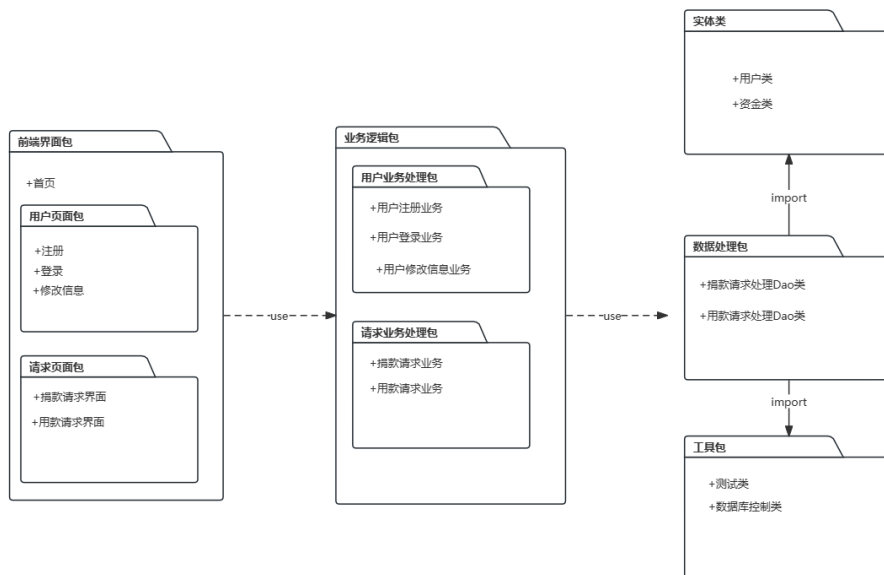 前端界面包
+首页
用户页面包
+注册
+登录
+修改信息
请求页面包
+捐款请求界面
+用款请求界面
use
业务逻辑包
用户业务处理包
+用户注册业务
+用户登录业务
+用户修改信息业务
请求业务处理包
+捐款请求业务
+用款请求业务
use
实体类
+用户类
+资金类
import
数据处理包
+捐款请求处理Dao类
+用款请求处理Dao类
import
工具包
+测试类
+数据库控制类